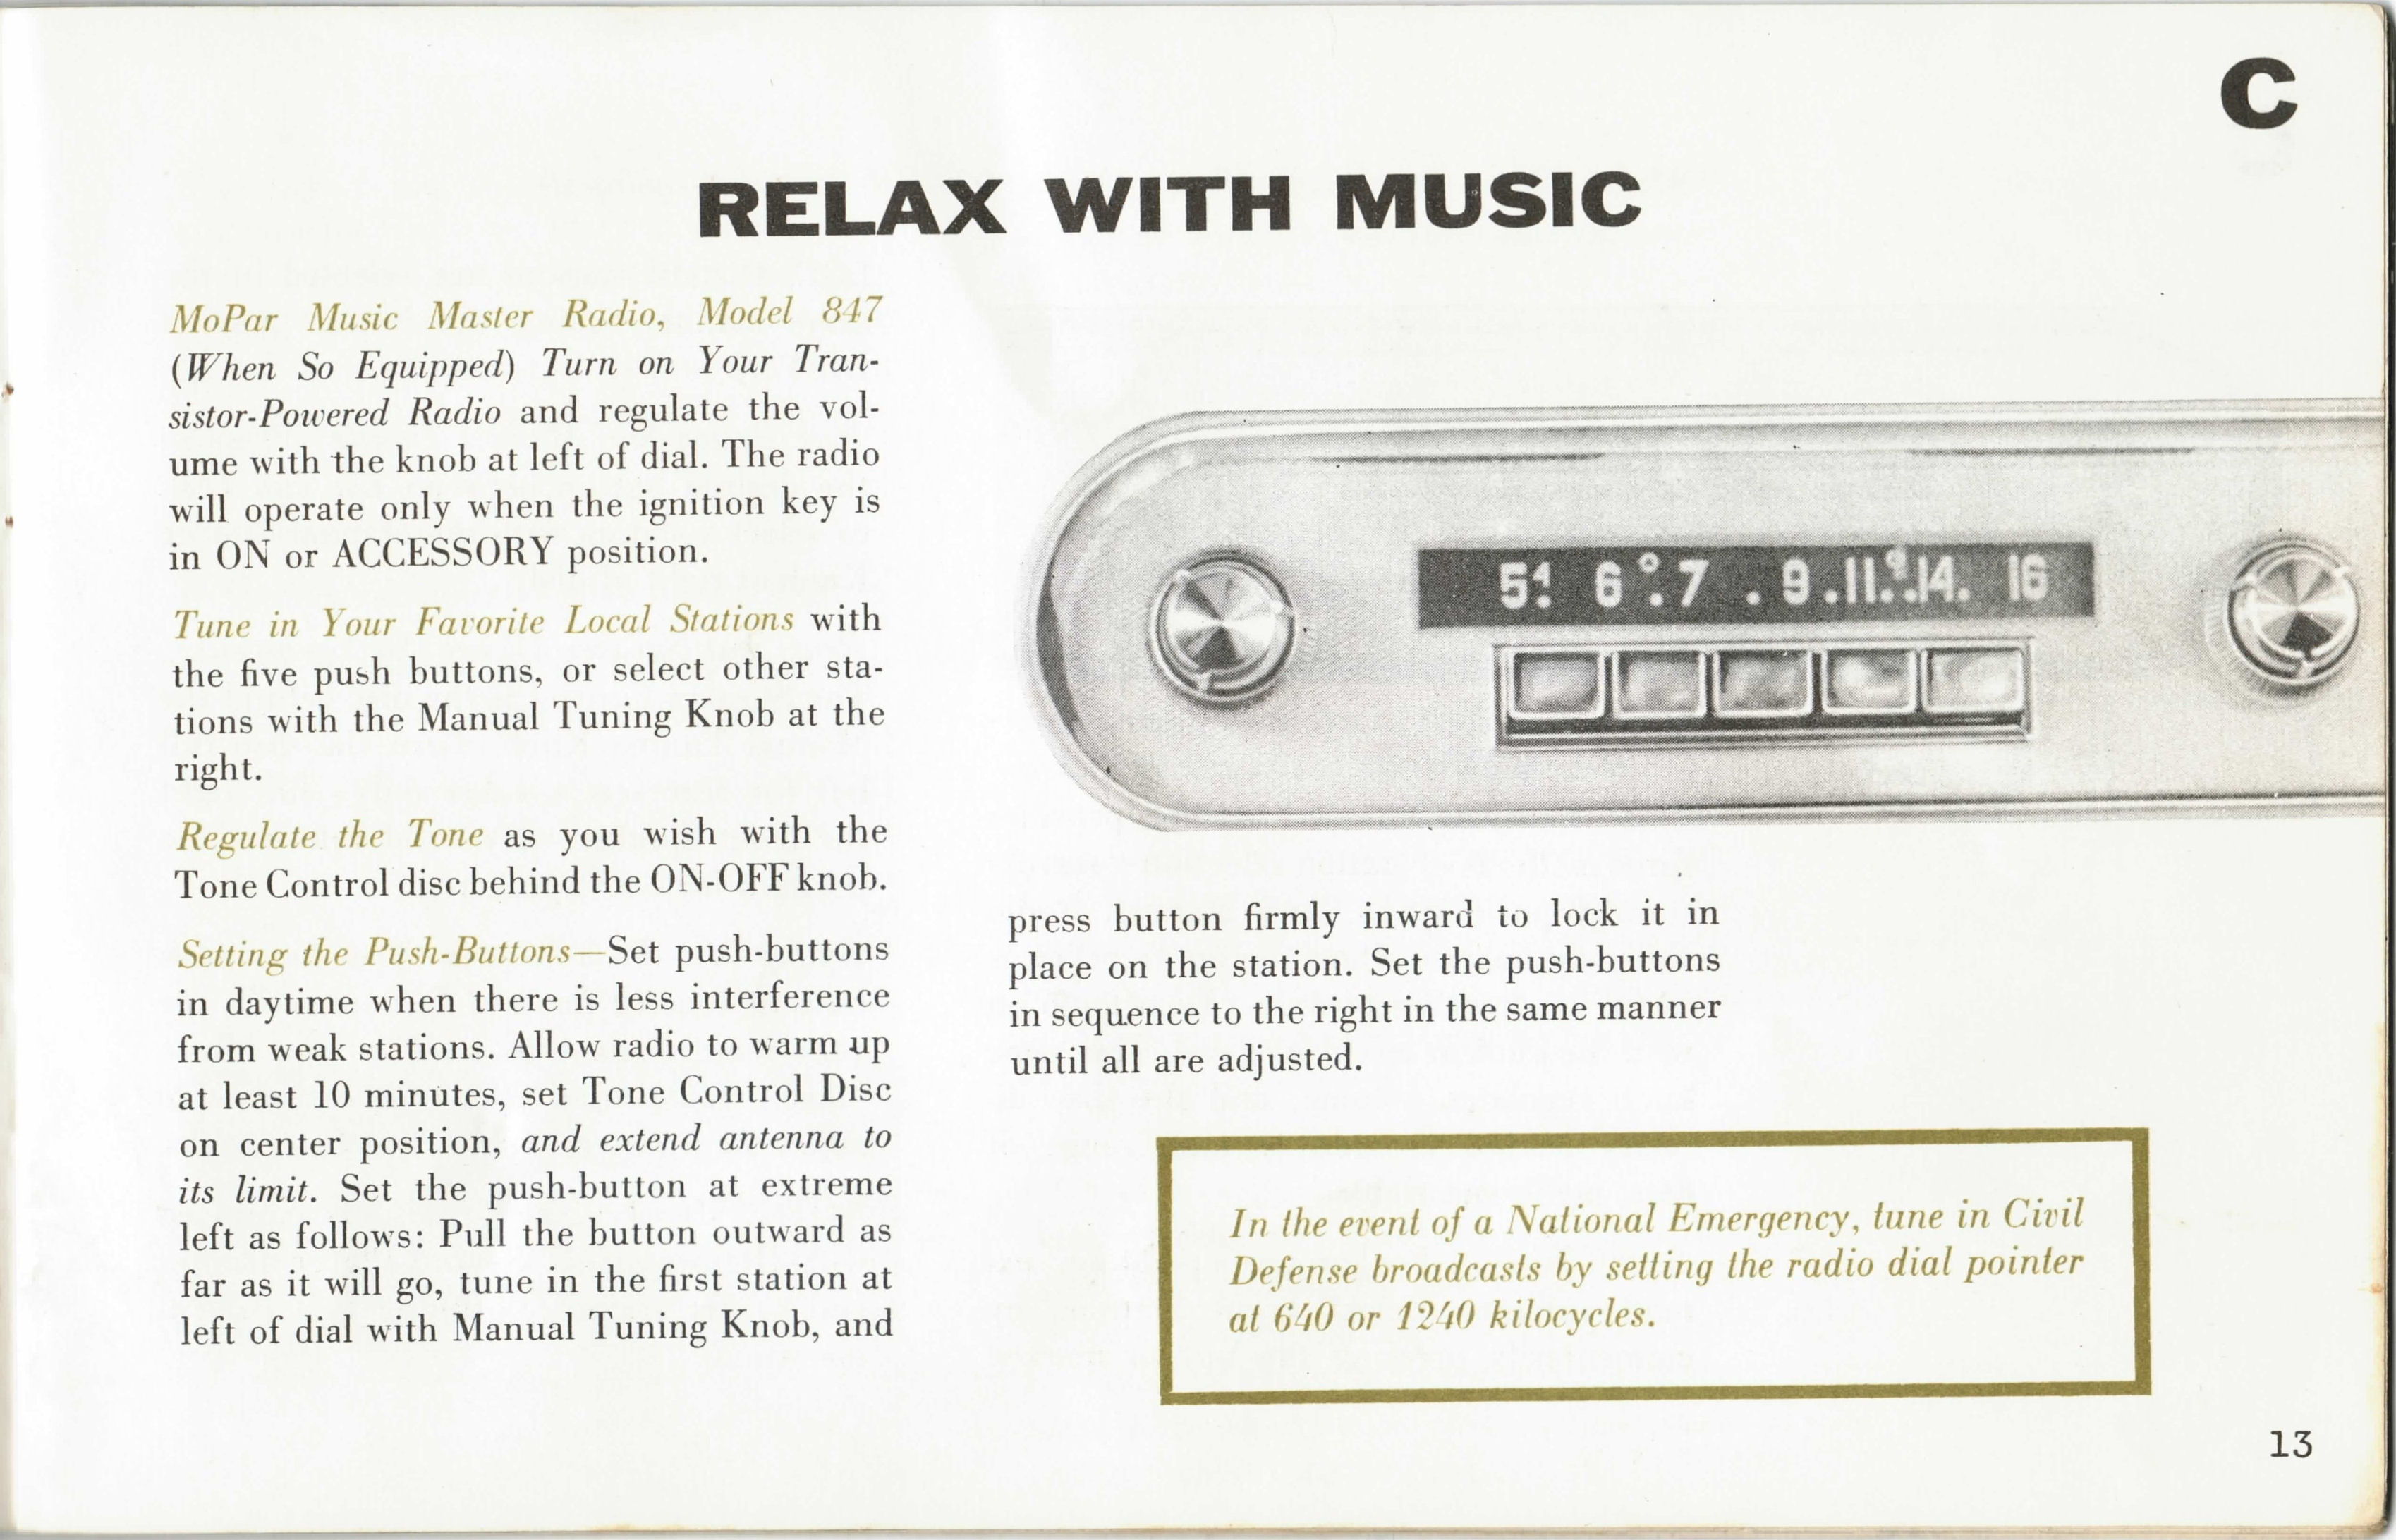 C
RELAX WITH MUSIC
MoPar Music Master Radio, Model 847
(When So Equipped) Turn on Your Tran-
sistor-Powered Radio and regulate the vol-
ume with the knob at left of dial. The radio
will operate only when the ignition key is
in ON or ACCESSORY position.
Tune in Your Favorite Local Stations with
the five push buttons, or select other sta-
tions with the Manual Tuning Knob at the
right.
Regulate the Tone as you wish with the
Tone Control disc behind the ON-OFF knob.
Setting the Push-Buttons—Set push-buttons
in daytime when there is less interference
from weak stations. Allow radio to warm up
at least 10 minutes, set Tone Control Disc
on center position, and extend antenna to
its limit. Set the push-button at extreme
left as follows: Pull the button outward as
far as it will go, tune in the first station at
left of dial with Manual Tuning Knob, and
5 6 7 . 9 . 11 . . 14 . 16
press button firmly inward to lock it in
place on the station. Set the push-buttons
in sequence to the right in the same manner
until all are adjusted.
In the event of a National Emergency, tune in Civil
Defense broadcasts by setting the radio dial pointer
at 640 or 1240 kilocycles.
13